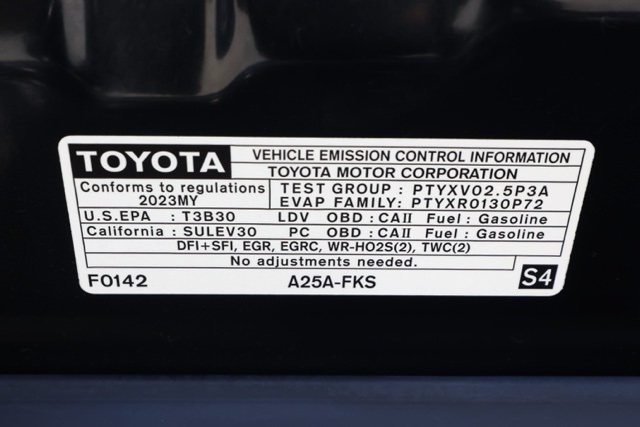 TOYOTA
VEHICLE EMISSION CONTROL INFORMATION
TOYOTA MOTOR CORPORATION
Conforms to regulations
2023MY
TEST GROUP : PTYXV02.5P3A
EVAP FAMILY: PTYXR0130P72
U.S.EPA : T3B30 LDV OBD : CAII Fuel : Gasoline
California : SULEV30 PC OBD : CAII Fuel : Gasoline
DFI+SFI, EGR, EGRC, WR-HO2S(2), TWC(2)
No adjustments needed.
F0142 A25A-FKS S4